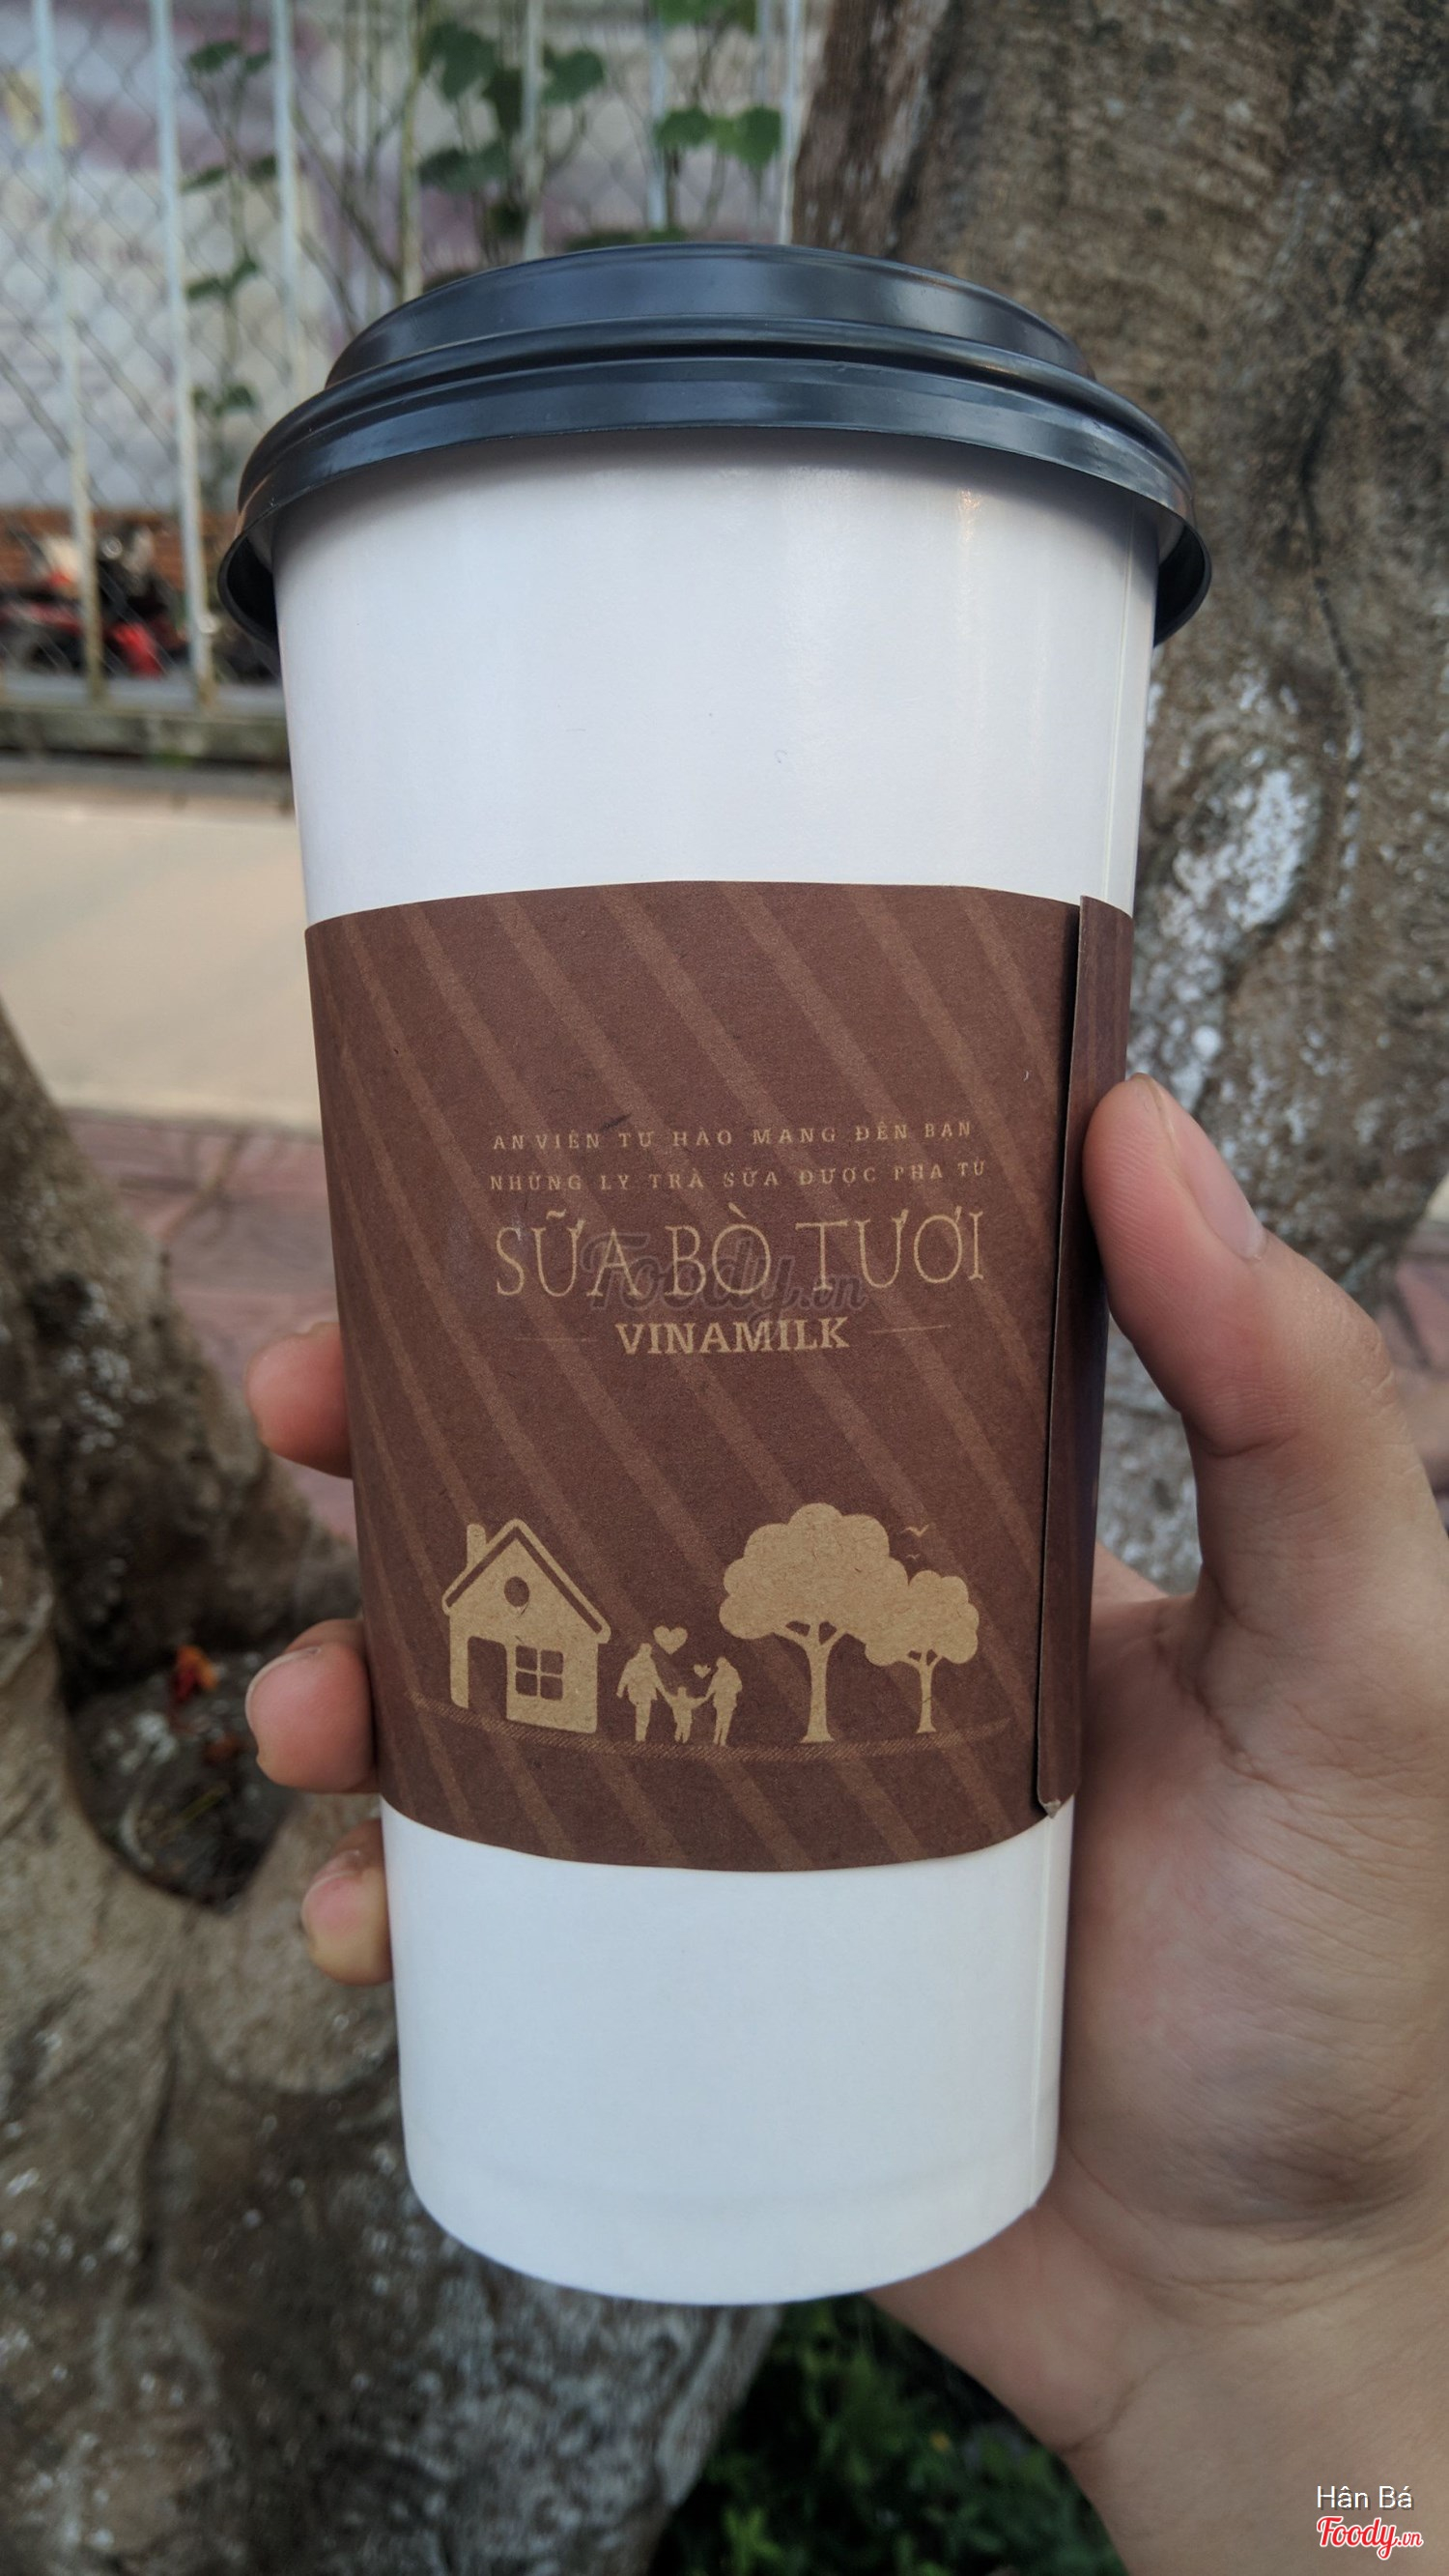 AN VIÊN TỰ HÀO MANG ĐẾN BẠN
NHỮNG LY TRÀ SỮA ĐƯỢC PHA TỪ
SỮA BÒ TƯƠI
Foody.vn
VINAMILK
Hân Bá
Foody.vn